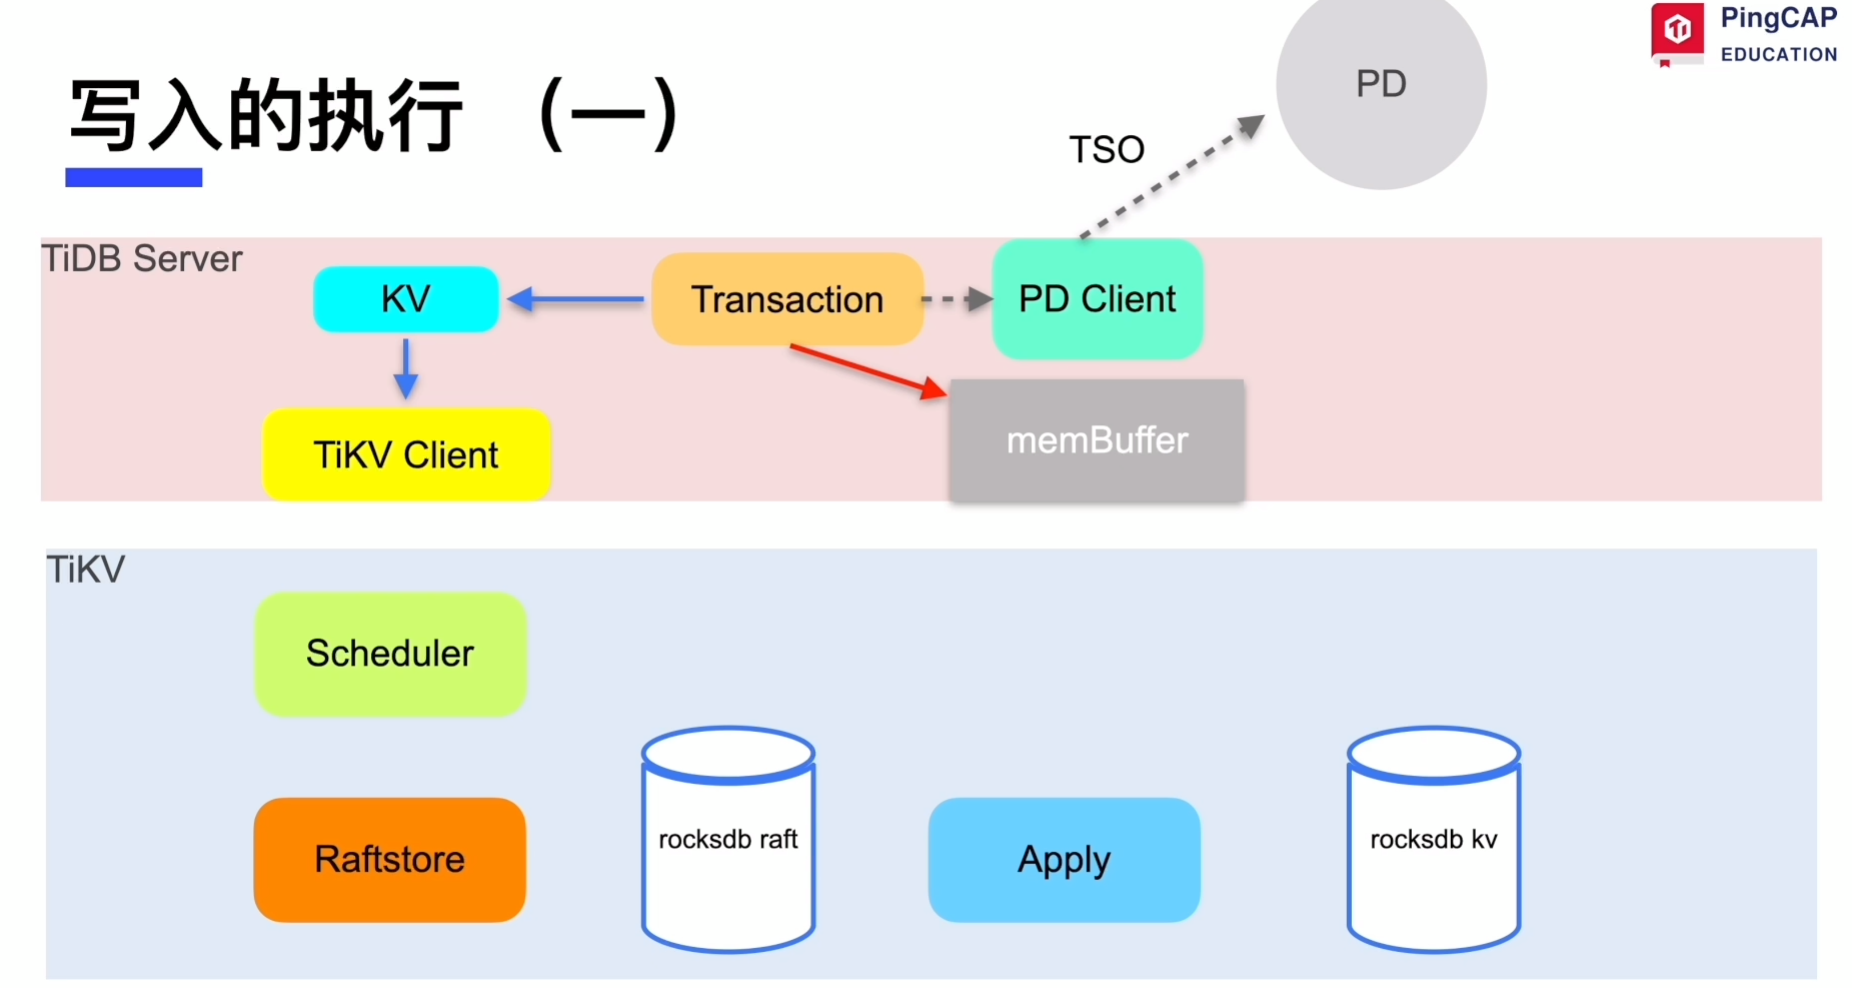 PingCAP
EDUCATION
写入的执行 （一）
PD
TSO
TiDB Server
KV
Transaction
PD Client
TiKV Client
memBuffer
TiKV
Scheduler
Raftstore
rocksdb raft
Apply
rocksdb kv